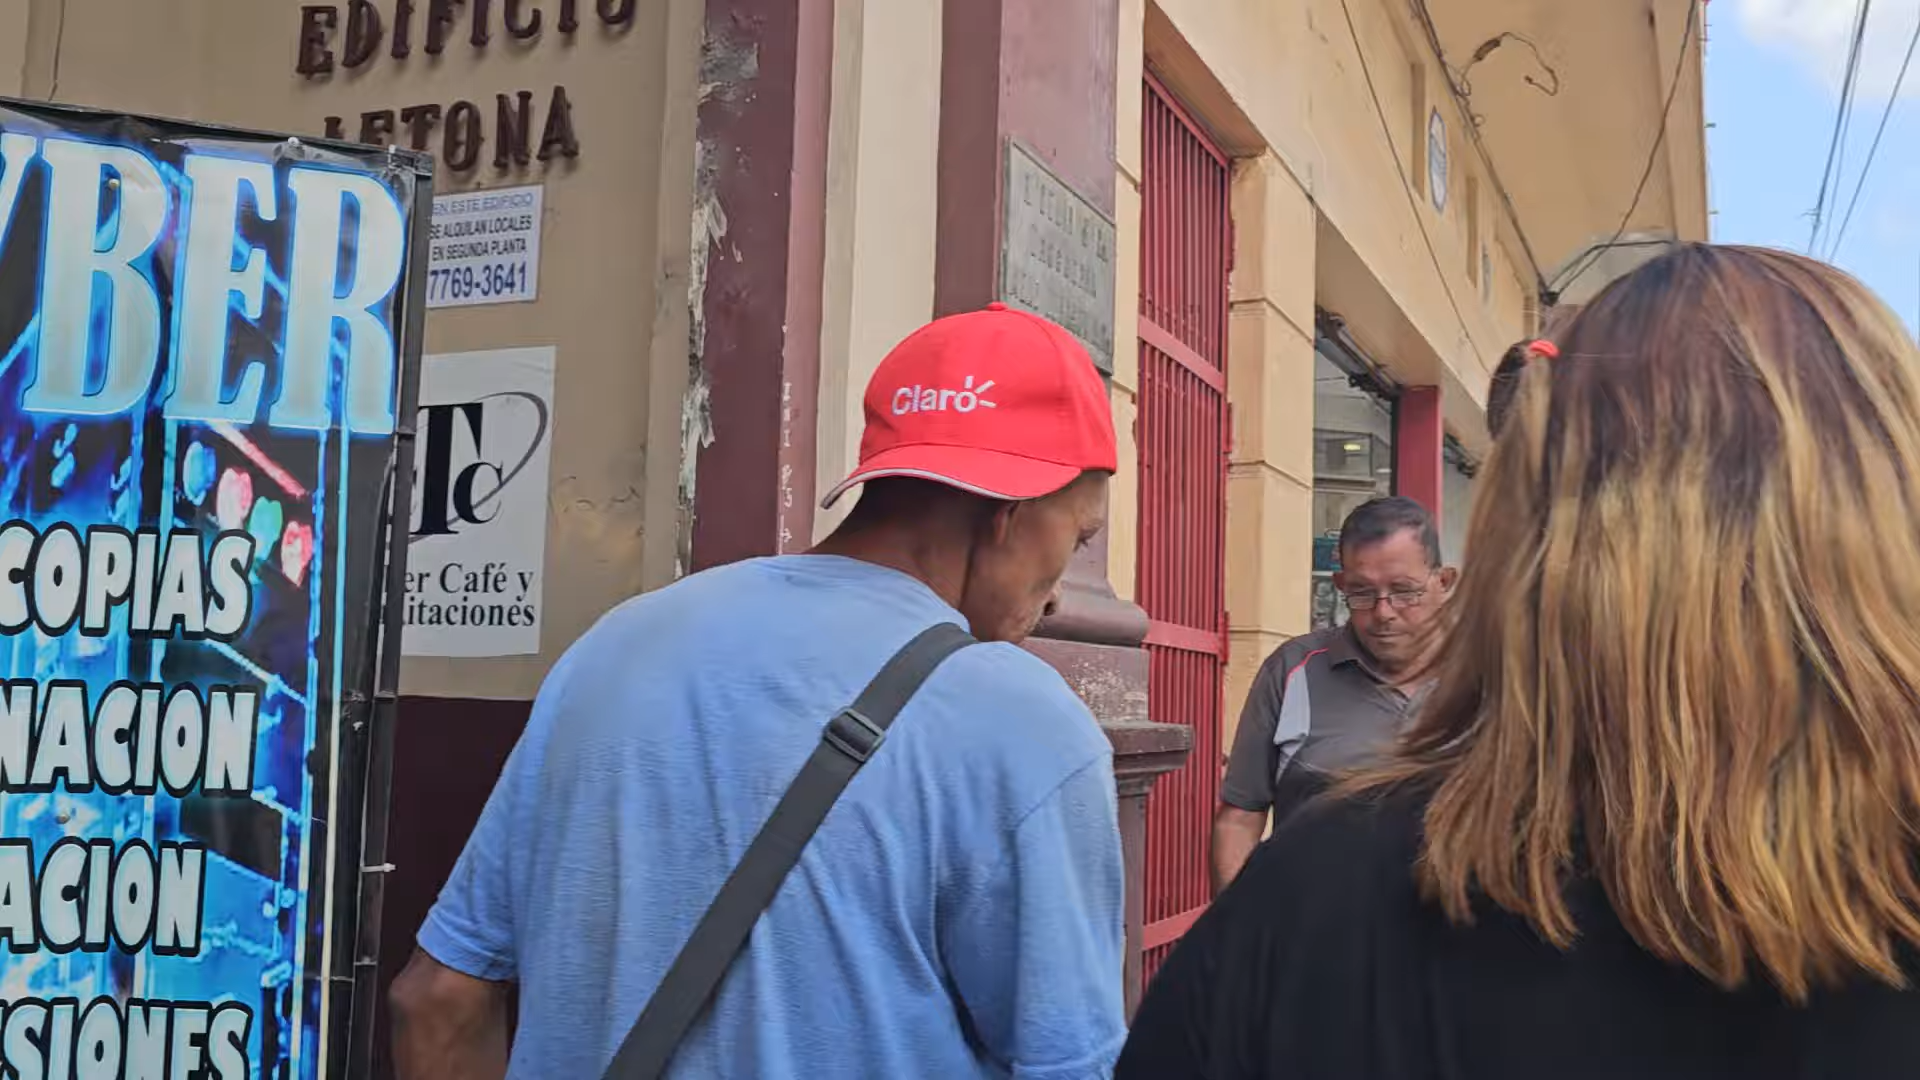 EDIFICIO
LETONA
EN ESTE EDIFICIO
SE ALQUILAN LOCALES
EN SEGUNDA PLANTA
7769-3641
YBER
COPIAS
NACION
ACION
SIONES
TC
er Café y
itaciones
Claro